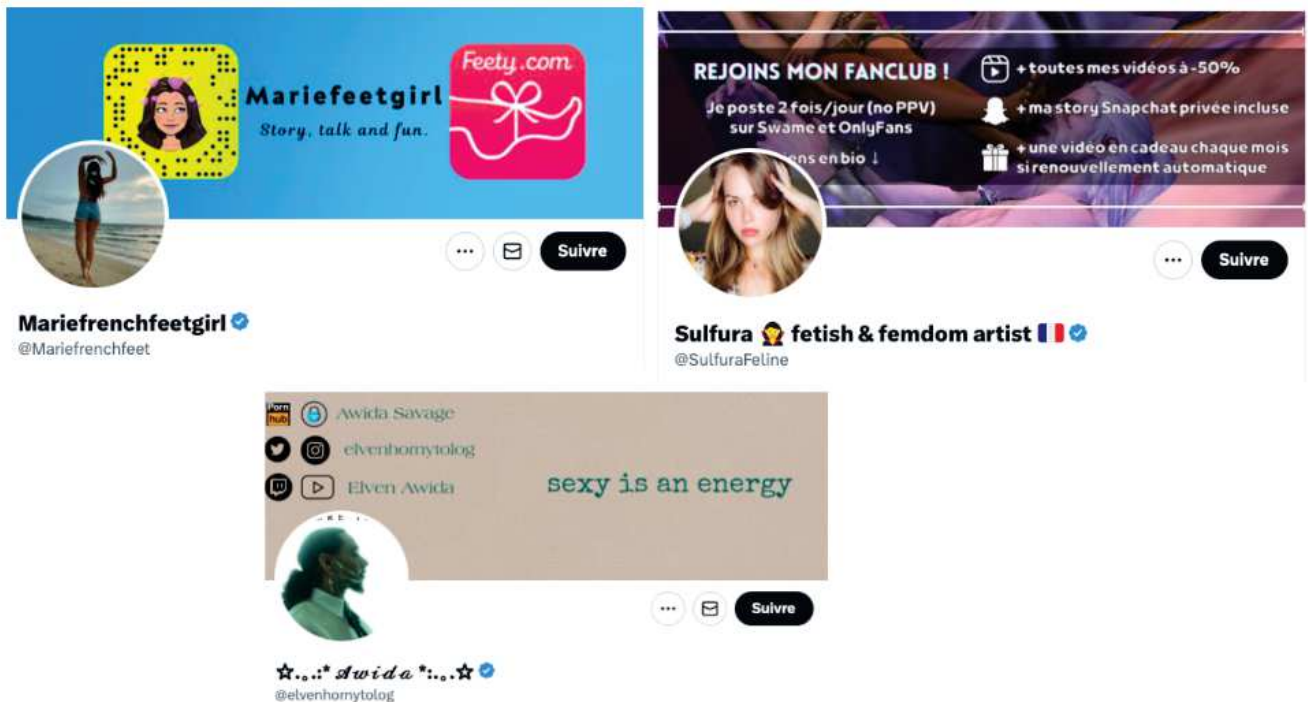 Feety.com
Mariefeetgirl
Story, talk and fun.
Suivre
Mariefrenchfeetgirl
@Mariefrenchfeet
REJOINS MON FANCLUB !
Je poste 2 fois/jour (no PPV)
sur Swame et OnlyFans
ens en bio ↓
+ toutes mes vidéos à -50%
+ ma story Snapchat privée incluse
+ une vidéo en cadeau chaque mois
si renouvellement automatique
Suivre
Sulfura 🧛‍♀️ fetish & femdom artist 🇫🇷
@SulfuraFeline
Porn
hub
Awida Savage
elvenhornytolog
Elven Awida
sexy is an energy
Suivre
☆.｡.:* 𝒜𝓌𝒾𝒹𝒶 *:.｡.☆
@elvenhornytolog